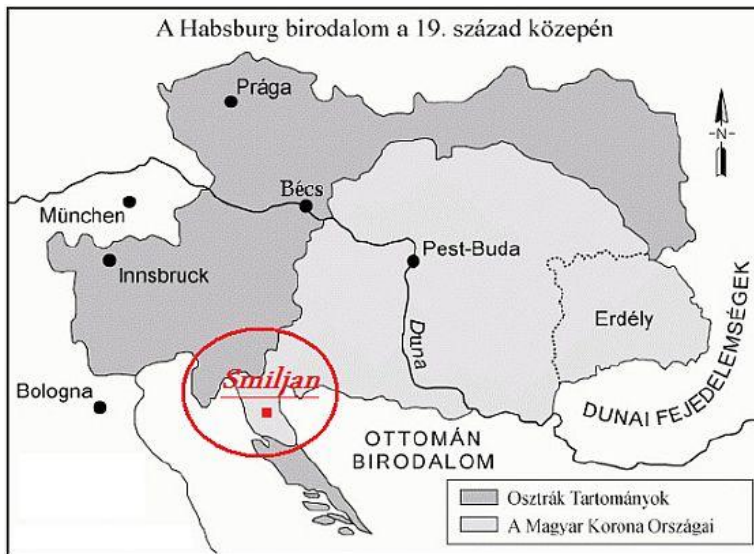 A Habsburg birodalom a 19. század közepén
Prága
-N-
Bécs
München
Pest-Buda
Innsbruck
Erdély
Duna
Smiljan
Bologna
DUNAI FEJEDELEMSÉGEK
OTTOMÁN
BIRODALOM
Osztrák Tartományok
A Magyar Korona Országai